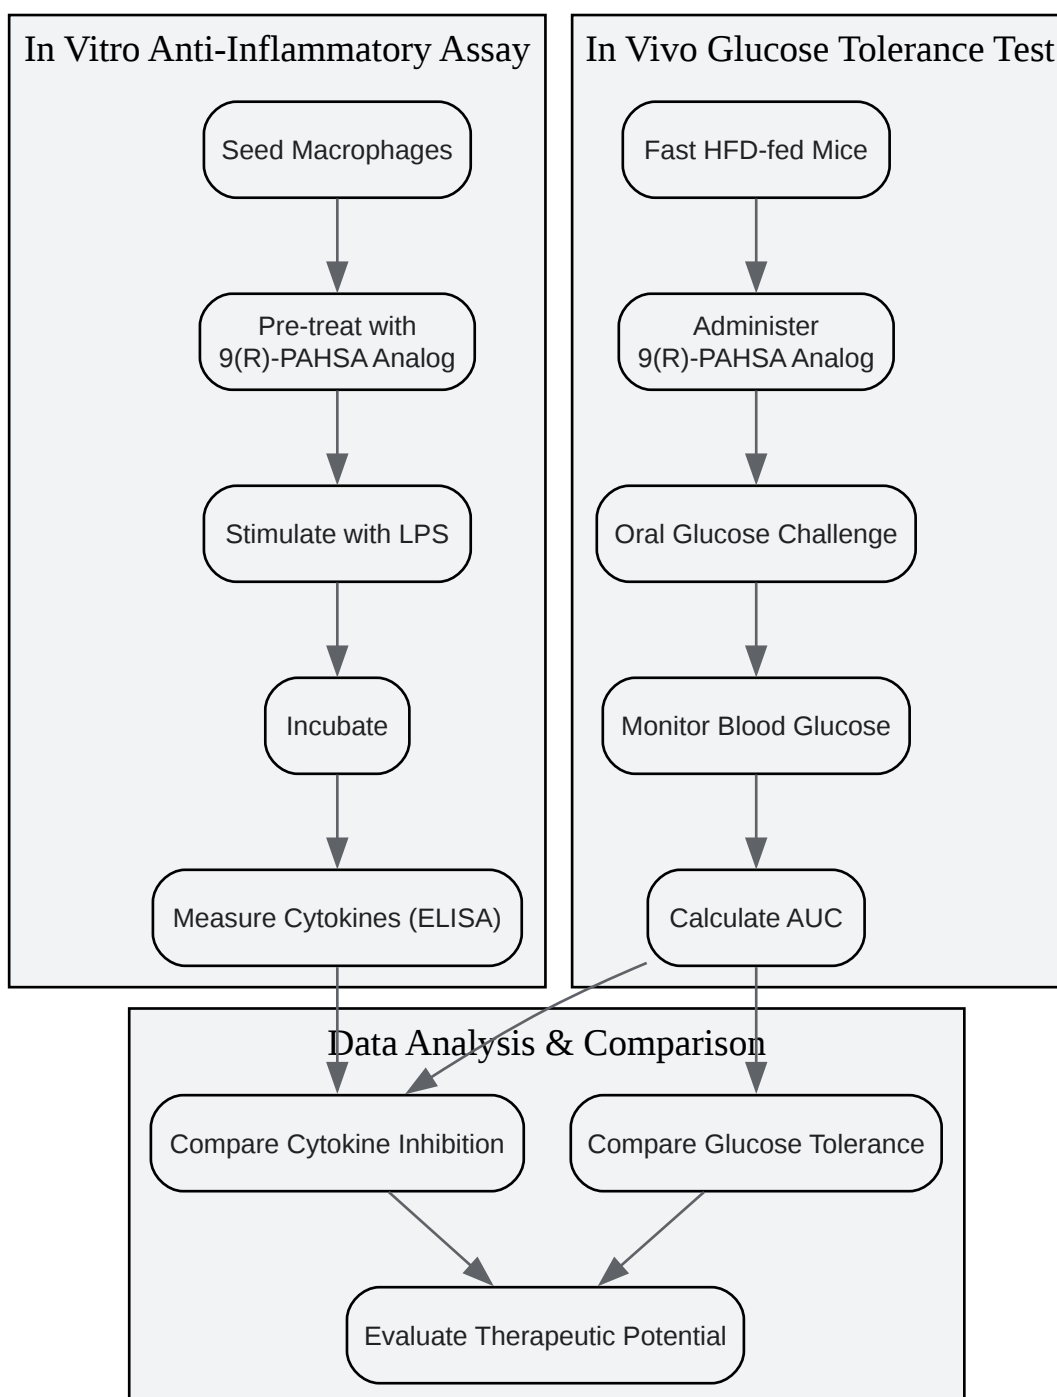 In Vitro Anti-Inflammatory Assay
Seed Macrophages
Pre-treat with
9(R)-PAHSA Analog
Stimulate with LPS
Incubate
Measure Cytokines (ELISA)
In Vivo Glucose Tolerance Test
Fast HFD-fed Mice
Administer
9(R)-PAHSA Analog
Oral Glucose Challenge
Monitor Blood Glucose
Calculate AUC
Data Analysis & Comparison
Compare Cytokine Inhibition
Compare Glucose Tolerance
Evaluate Therapeutic Potential